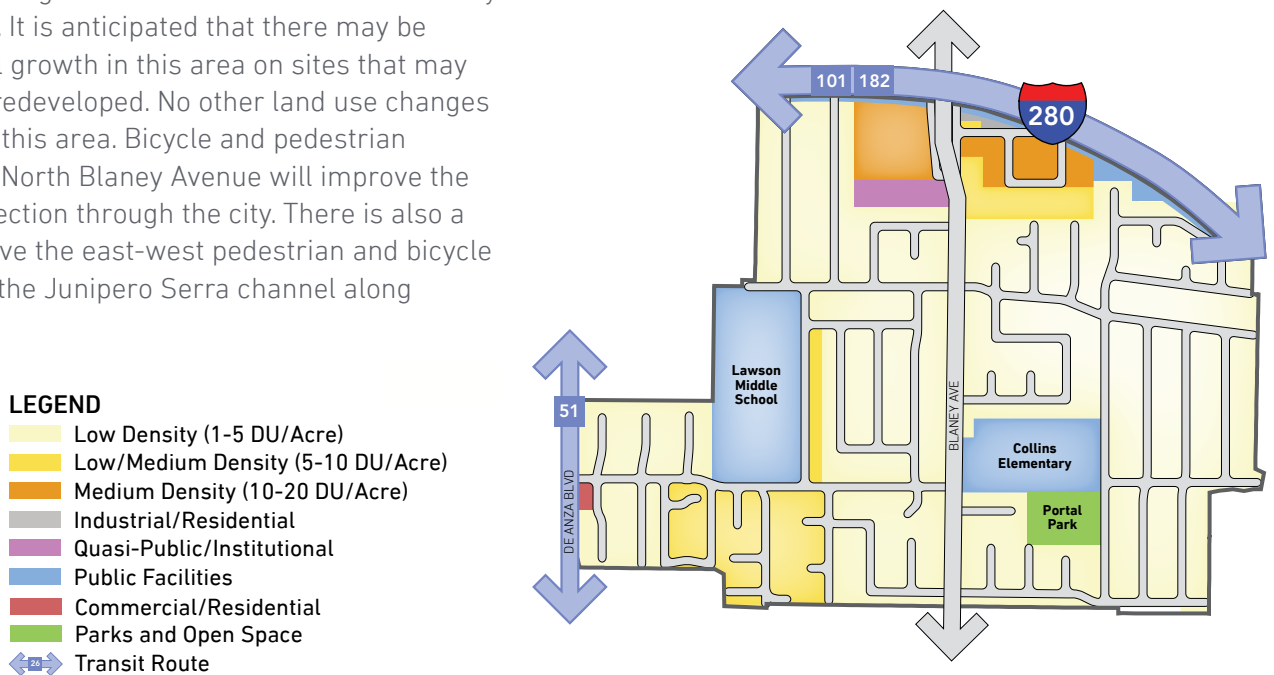 . It is anticipated that there may be
growth in this area on sites that may
redeveloped. No other land use changes
this area. Bicycle and pedestrian
North Blaney Avenue will improve the
ection through the city. There is also a
ve the east-west pedestrian and bicycle
the Junipero Serra channel along
LEGEND
Low Density (1-5 DU/Acre)
Low/Medium Density (5-10 DU/Acre)
Medium Density (10-20 DU/Acre)
Industrial/Residential
Quasi-Public/Institutional
Public Facilities
Commercial/Residential
Parks and Open Space
26 Transit Route
101 182
280
51
DE ANZA BLVD
BLANEY AVE
Lawson
Middle
School
Collins
Elementary
Portal
Park